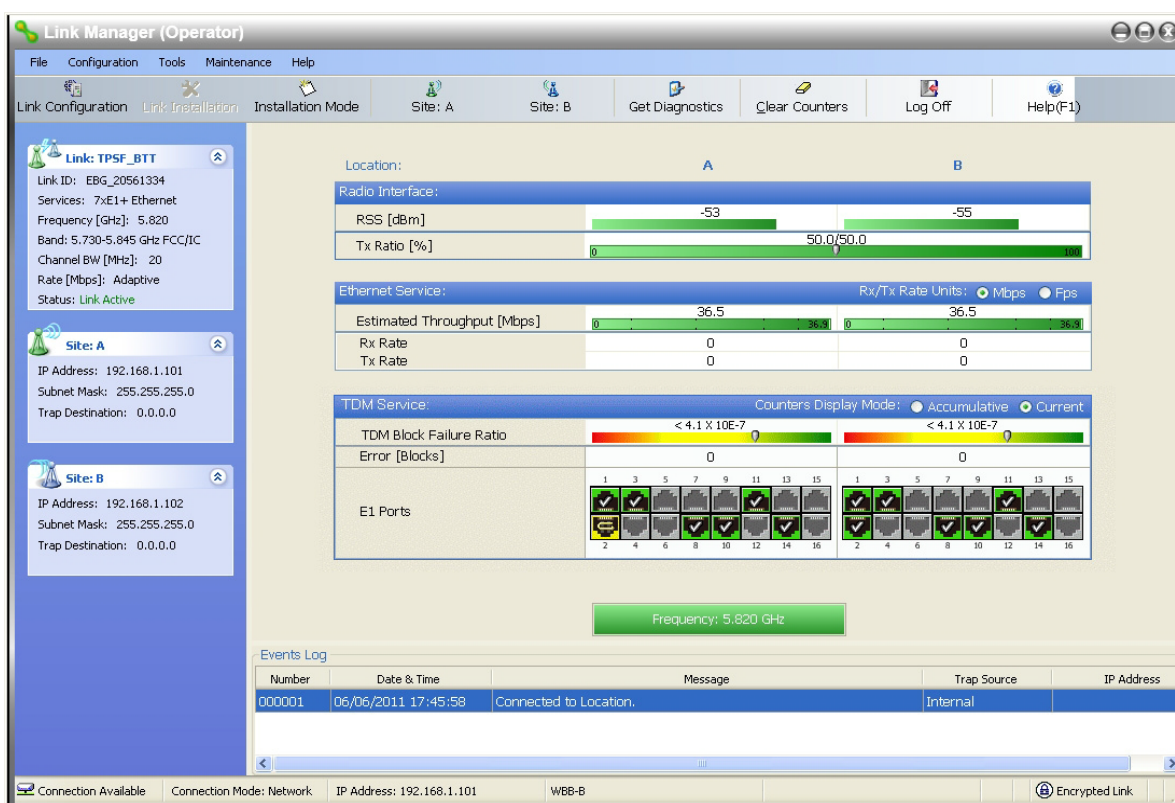 Link Manager (Operator)
File Configuration Tools Maintenance Help
Link Configuration Link Installation Installation Mode Site: A Site: B Get Diagnostics Clear Counters Log Off Help(F1)
Link: TPSF_BTT
Link ID: EBG_20561334
Services: 7xE1+ Ethernet
Frequency [GHz]: 5.820
Band: 5.730-5.845 GHz FCC/IC
Channel BW [MHz]: 20
Rate [Mbps]: Adaptive
Status: Link Active
Site: A
IP Address: 192.168.1.101
Subnet Mask: 255.255.255.0
Trap Destination: 0.0.0.0
Site: B
IP Address: 192.168.1.102
Subnet Mask: 255.255.255.0
Trap Destination: 0.0.0.0
Location: A B
Radio Interface:
RSS [dBm] -53 -55
Tx Ratio [%] 50.0/50.0
0 100
Ethernet Service: Rx/Tx Rate Units: Mbps Fps
Estimated Throughput [Mbps] 36.5 36.5
0 36.9 0 36.9
Rx Rate 0 0
Tx Rate 0 0
TDM Service: Counters Display Mode: Accumulative Current
TDM Block Failure Ratio < 4.1 X 10E-7 < 4.1 X 10E-7
Error [Blocks] 0 0
1 3 5 7 9 11 13 15 1 3 5 7 9 11 13 15
E1 Ports
2 4 6 8 10 12 14 16 2 4 6 8 10 12 14 16
Frequency: 5.820 GHz
Events Log
Number Date & Time Message Trap Source IP Address
000001 06/06/2011 17:45:58 Connected to Location. Internal
Connection Available Connection Mode: Network IP Address: 192.168.1.101 WBB-B Encrypted Link